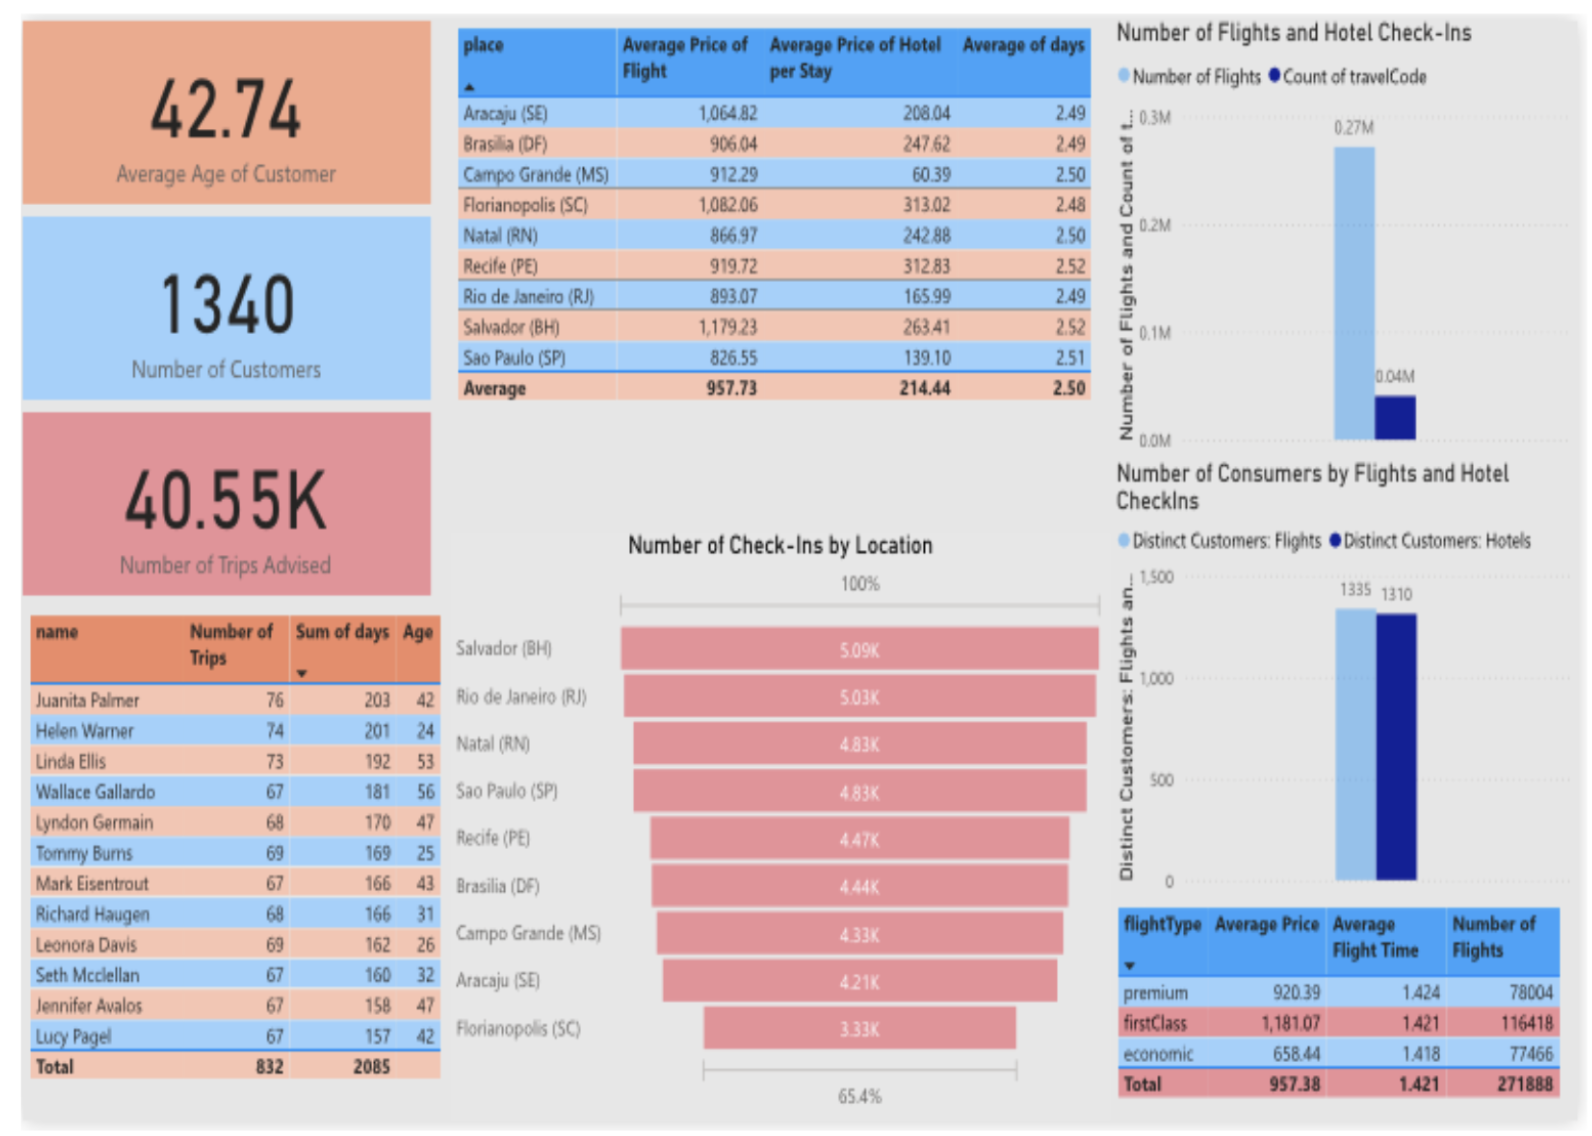 42.74
Average Age of Customer
1340
Number of Customers
40.55K
Number of Trips Advised
name Number of Trips Sum of days Age
Juanita Palmer 76 203 42
Helen Warner 74 201 24
Linda Ellis 73 192 53
Wallace Gallardo 67 181 56
Lyndon Germain 68 170 47
Tommy Burns 69 169 25
Mark Eisentrout 67 166 43
Richard Haugen 68 166 31
Leonora Davis 69 162 26
Seth Mcclellan 67 160 32
Jennifer Avalos 67 158 47
Lucy Pagel 67 157 42
Total 832 2085
place Average Price of Flight Average Price of Hotel per Stay Average of days
Aracaju (SE) 1,064.82 208.04 2.49
Brasilia (DF) 906.04 247.62 2.49
Campo Grande (MS) 912.29 60.39 2.50
Florianopolis (SC) 1,082.06 313.02 2.48
Natal (RN) 866.97 242.88 2.50
Recife (PE) 919.72 312.83 2.52
Rio de Janeiro (RJ) 893.07 165.99 2.49
Salvador (BH) 1,179.23 263.41 2.52
Sao Paulo (SP) 826.55 139.10 2.51
Average 957.73 214.44 2.50
Number of Check-Ins by Location
100%
Salvador (BH) 5.09K
Rio de Janeiro (RJ) 5.03K
Natal (RN) 4.83K
Sao Paulo (SP) 4.83K
Recife (PE) 4.47K
Brasilia (DF) 4.44K
Campo Grande (MS) 4.33K
Aracaju (SE) 4.21K
Florianopolis (SC) 3.33K
65.4%
Number of Flights and Hotel Check-Ins
Number of Flights Count of travelCode
Number of Flights and Count of t...
0.3M
0.27M
0.2M
0.1M
0.04M
0.0M
Number of Consumers by Flights and Hotel
CheckIns
Distinct Customers: Flights Distinct Customers: Hotels
Distinct Customers: Flights an...
1,500
1335 1310
1,000
500
0
flightType Average Price Average Flight Time Number of Flights
premium 920.39 1.424 78004
firstClass 1,181.07 1.421 116418
economic 658.44 1.418 77466
Total 957.38 1.421 271888